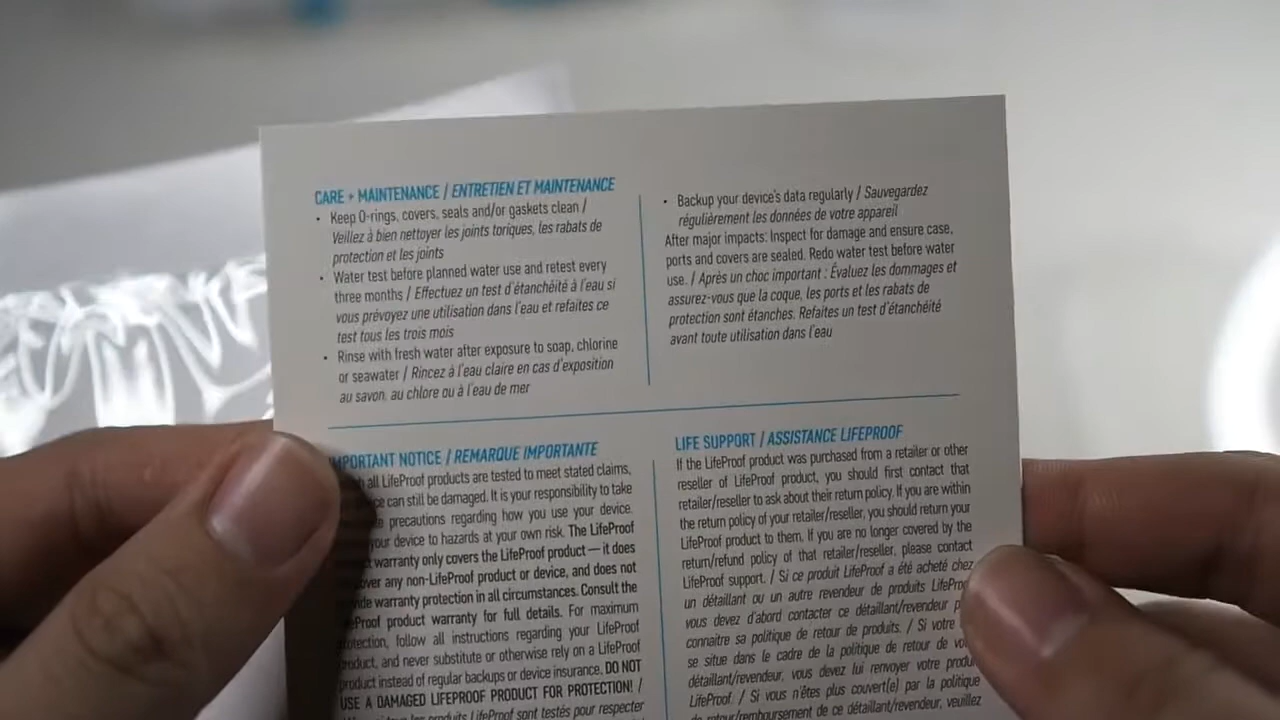 CARE + MAINTENANCE / ENTRETIEN ET MAINTENANCE
• Keep O-rings, covers, seals and/or gaskets clean /
Veillez à bien nettoyer les joints toriques, les rabats de
protection et les joints
• Water test before planned water use and retest every
three months / Effectuez un test d'étanchéité à l'eau si
vous prévoyez une utilisation dans l'eau et refaites ce
test tous les trois mois
• Rinse with fresh water after exposure to soap, chlorine
or seawater / Rincez à l'eau claire en cas d'exposition
au savon, au chlore ou à l'eau de mer
• Backup your device's data regularly / Sauvegardez
régulièrement les données de votre appareil
After major impacts: Inspect for damage and ensure case,
ports and covers are sealed. Redo water test before water
use. / Après un choc important : Évaluez les dommages et
assurez-vous que la coque, les ports et les rabats de
protection sont étanches. Refaites un test d'étanchéité
avant toute utilisation dans l'eau
IMPORTANT NOTICE / REMARQUE IMPORTANTE
all LifeProof products are tested to meet stated claims,
can still be damaged. It is your responsibility to take
precautions regarding how you use your device.
your device to hazards at your own risk. The LifeProof
warranty only covers the LifeProof product — it does
any non-LifeProof product or device, and does not
warranty protection in all circumstances. Consult the
product warranty for full details. For maximum
follow all instructions regarding your LifeProof
product, and never substitute or otherwise rely on a LifeProof
product instead of regular backups or device insurance. DO NOT
USE A DAMAGED LIFEPROOF PRODUCT FOR PROTECTION! /
produits LifeProof sont testés pour respecter
LIFE SUPPORT / ASSISTANCE LIFEPROOF
If the LifeProof product was purchased from a retailer or other
reseller of LifeProof product, you should first contact that
retailer/reseller to ask about their return policy. If you are within
the return policy of your retailer/reseller, you should return your
LifeProof product to them. If you are no longer covered by the
return/refund policy of that retailer/reseller, please contact
LifeProof support. / Si ce produit LifeProof a été acheté chez
un détaillant ou un autre revendeur de produits LifeProof
vous devez d'abord contacter ce détaillant/revendeur
connaitre sa politique de retour de produits. / Si votre
se situe dans le cadre de la politique de retour de
détaillant/revendeur, vous devez lui renvoyer votre produit
LifeProof. / Si vous n'êtes plus couvert(e) par la politique
de retour/remboursement de ce détaillant/revendeur, veuillez